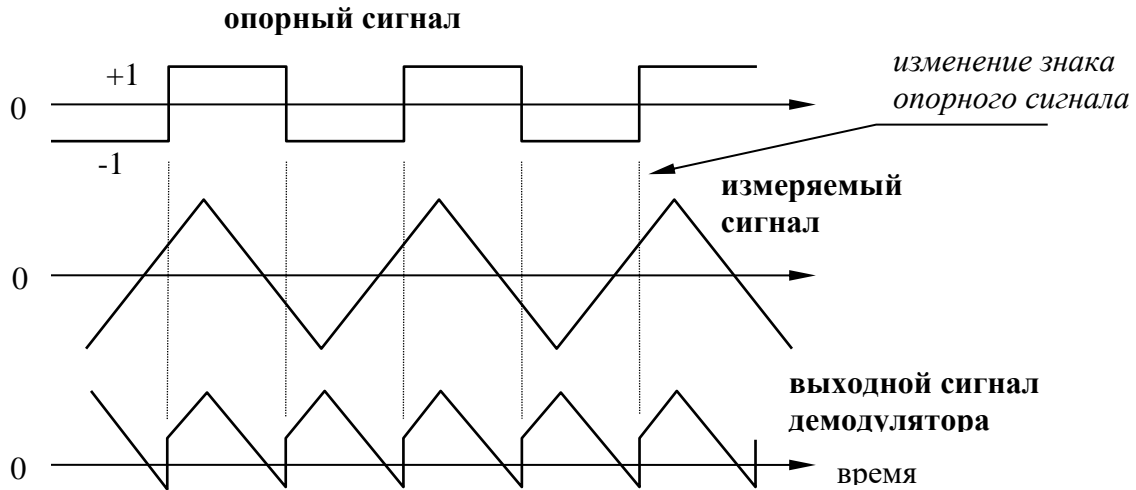 опорный сигнал
+1
изменение знака
опорного сигнала
0
-1
измеряемый
сигнал
0
выходной сигнал
демодулятора
0
время